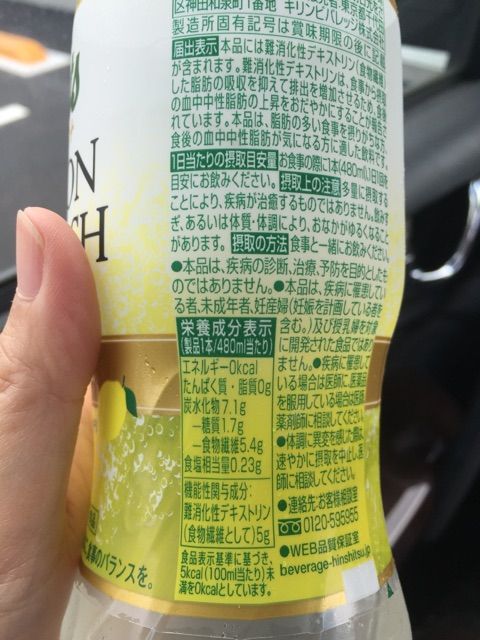 区神田和泉町1番地 キリンビバレッジ株式会社
製造所固有記号は賞味期限の後に記載
届出表示 本品には難消化性デキストリン(食物繊維)
が含まれます。難消化性デキストリンは、食事から摂取
した脂肪の吸収を抑えて排出を増加させるため、食後
の血中中性脂肪の上昇をおだやかにすることが報告さ
れています。本品は、脂肪の多い食事を摂りがちな方、
食後の血中中性脂肪が気になる方に適した飲料です。
1日当たりの摂取目安量 お食事の際に1本(480ml)、1日1回を
目安にお飲みください。 摂取上の注意 多量に摂取する
ことにより、疾病が治癒するものではありません。飲みす
ぎ、あるいは体質・体調により、おなかがゆるくなること
があります。 摂取の方法 食事と一緒にお飲みください。
●本品は、疾病の診断、治療、予防を目的としたも
のではありません。●本品は、疾病に罹患してい
る者、未成年者、妊産婦(妊娠を計画している者を
含む。)及び授乳婦を対象
に開発された食品ではあり
ません。●疾病に罹患して
いる場合は医師に、医薬品
を服用している場合は医師、
薬剤師に相談してください。
●体調に異変を感じた際は、
速やかに摂取を中止し、医
師に相談してください。
●連絡先:お客様相談室
0120-595955
●WEB品質保証室
beverage-hinshitsu.jp
栄養成分表示
(製品1本/480ml当たり)
エネルギー0kcal
たんぱく質・脂質0g
炭水化物7.1g
－糖質1.7g
－食物繊維5.4g
食塩相当量0.23g
機能性関与成分:
難消化性デキストリン
(食物繊維として)5g
食品表示基準に基づき、
5kcal(100ml当たり)未
満を0kcalとしています。
ON
CH
事のバランスを。